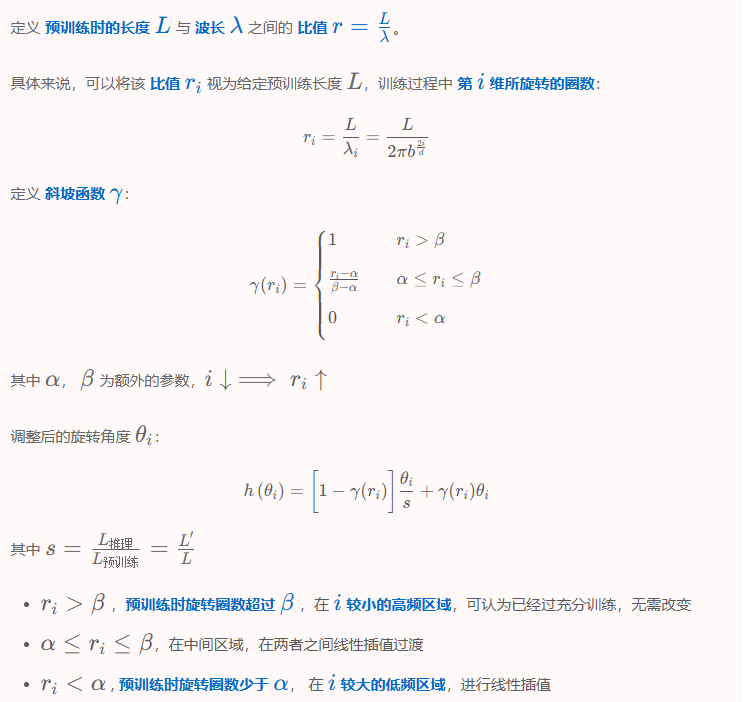 定义 预训练时的长度 $L$ 与 波长 $\lambda$ 之间的 比值 $r = \frac{L}{\lambda}$。
具体来说，可以将该 比值 $r_i$ 视为给定预训练长度 $L$，训练过程中 第 $i$ 维所旋转的圈数：
$r_i = \frac{L}{\lambda_i} = \frac{L}{2\pi b^{\frac{2i}{d}}}$
定义 斜坡函数 $\gamma$：
$\gamma(r_i) = \begin{cases} 1 & r_i > \beta \\ \frac{r_i - \alpha}{\beta - \alpha} & \alpha \le r_i \le \beta \\ 0 & r_i < \alpha \end{cases}$
其中 $\alpha$， $\beta$ 为额外的参数，$i \downarrow \Longrightarrow r_i \uparrow$
调整后的旋转角度 $\theta_i$：
$h(\theta_i) = \left[1 - \gamma(r_i)\right] \frac{\theta_i}{s} + \gamma(r_i)\theta_i$
其中 $s = \frac{L_{推理}}{L_{预训练}} = \frac{L'}{L}$
• $r_i > \beta$ ，预训练时旋转圈数超过 $\beta$ ，在 $i$ 较小的高频区域，可认为已经过充分训练，无需改变
• $\alpha \le r_i \le \beta$，在中间区域，在两者之间线性插值过渡
• $r_i < \alpha$ , 预训练时旋转圈数少于 $\alpha$， 在 $i$ 较大的低频区域，进行线性插值